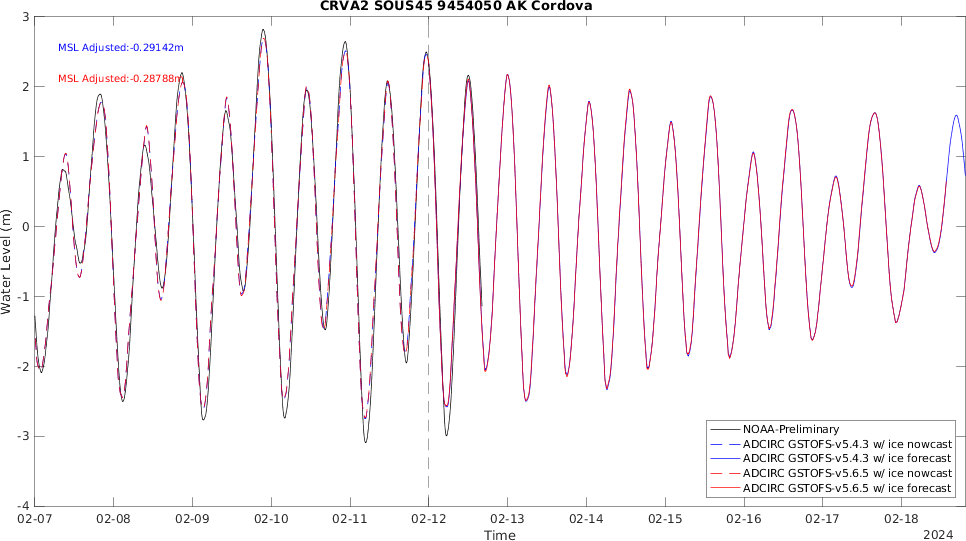 CRVA2 SOUS45 9454050 AK Cordova
MSL Adjusted:-0.29142m
MSL Adjusted:-0.28788m
3
2
1
0
-1
-2
-3
-4
Water Level (m)
NOAA-Preliminary
ADCIRC GSTOFS-v5.4.3 w/ ice nowcast
ADCIRC GSTOFS-v5.4.3 w/ ice forecast
ADCIRC GSTOFS-v5.6.5 w/ ice nowcast
ADCIRC GSTOFS-v5.6.5 w/ ice forecast
02-07 02-08 02-09 02-10 02-11 02-12 02-13 02-14 02-15 02-16 02-17 02-18
Time
2024